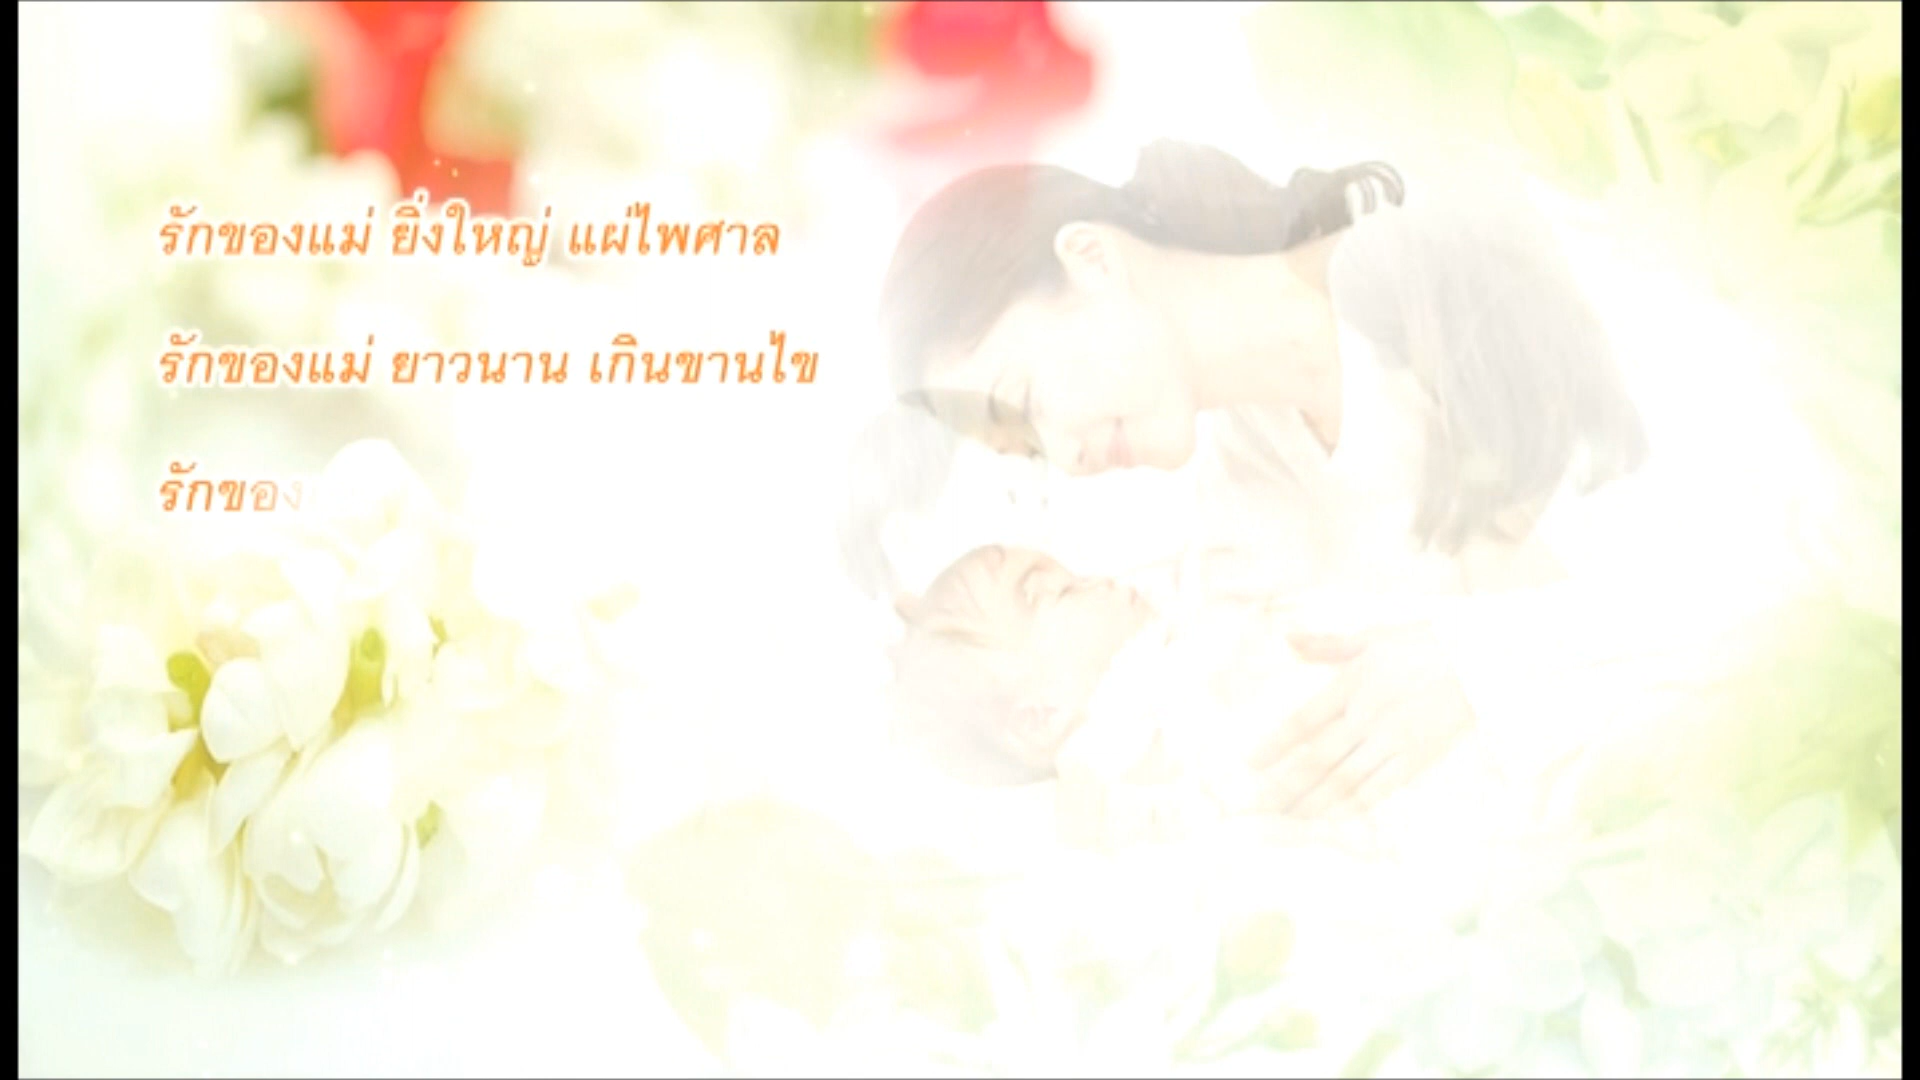 รักของแม่ ยิ่งใหญ่ แผ่ไพศาล
รักของแม่ ยาวนาน เกินขานไข
รักของ